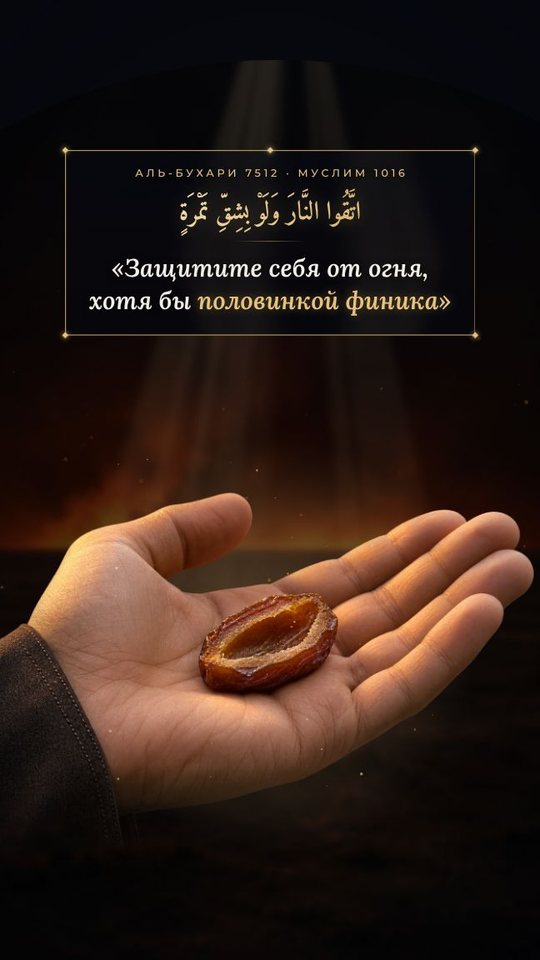 АЛЬ-БУХАРИ 7512 · МУСЛИМ 1016
اتَّقُوا النَّارَ وَلَوْ بِشِقِّ تَمْرَةٍ
«Защитите себя от огня,
хотя бы половинкой финика»